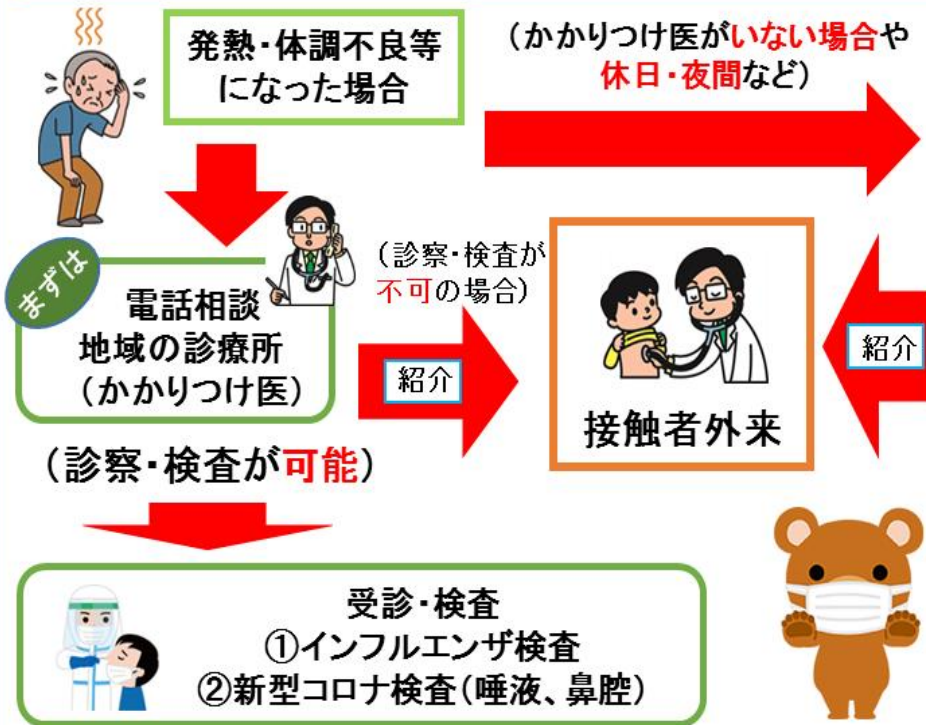 発熱・体調不良等
になった場合
(かかりつけ医がいない場合や
休日・夜間など)
まずは
電話相談
地域の診療所
(かかりつけ医)
(診察・検査が
不可の場合)
紹介
接触者外来
紹介
(診察・検査が可能)
受診・検査
①インフルエンザ検査
②新型コロナ検査(唾液、鼻腔)